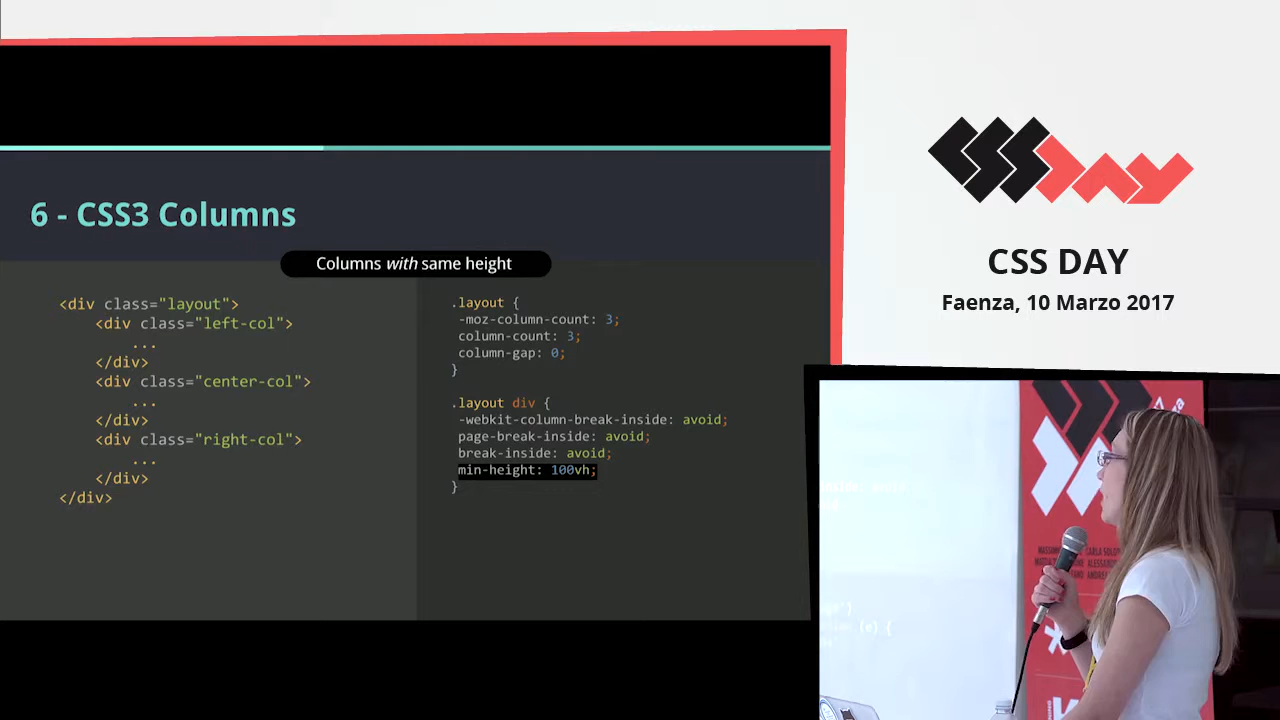 6 - CSS3 Columns
Columns with same height
<div class="layout">
<div class="left-col">
...
</div>
<div class="center-col">
...
</div>
<div class="right-col">
...
</div>
</div>
.layout {
-moz-column-count: 3;
column-count: 3;
column-gap: 0;
}
.layout div {
-webkit-column-break-inside: avoid;
page-break-inside: avoid;
break-inside: avoid;
min-height: 100vh;
}
CSS DAY
CSS DAY
Faenza, 10 Marzo 2017
CARLA
(e) {